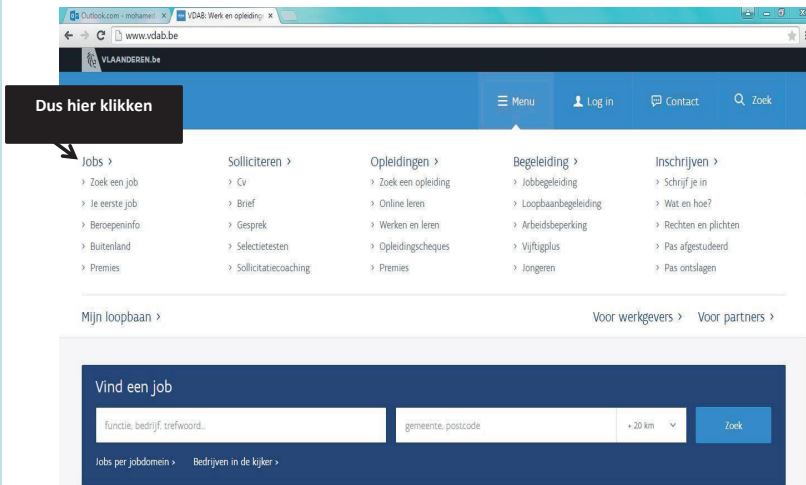 Outlook.com - mohamed VDAB: Werk en opleiding
www.vdab.be
VLAANDEREN.be
Menu Log in Contact Zoek
Dus hier klikken
Jobs > Solliciteren > Opleidingen > Begeleiding > Inschrijven >
> Zoek een job > Cv > Zoek een opleiding > Jobbegeleiding > Schrijf je in
> Je eerste job > Brief > Online leren > Loopbaanbegeleiding > Wat en hoe?
> Beroepeninfo > Gesprek > Werken en leren > Arbeidsbeperking > Rechten en plichten
> Buitenland > Selectietesten > Opleidingscheques > Vijftigplus > Pas afgestudeerd
> Premies > Sollicitatiecoaching > Premies > Jongeren > Pas ontslagen
Mijn loopbaan > Voor werkgevers > Voor partners >
Vind een job
functie, bedrijf, trefwoord... gemeente, postcode + 20 km Zoek
Jobs per jobdomein > Bedrijven in de kijker >